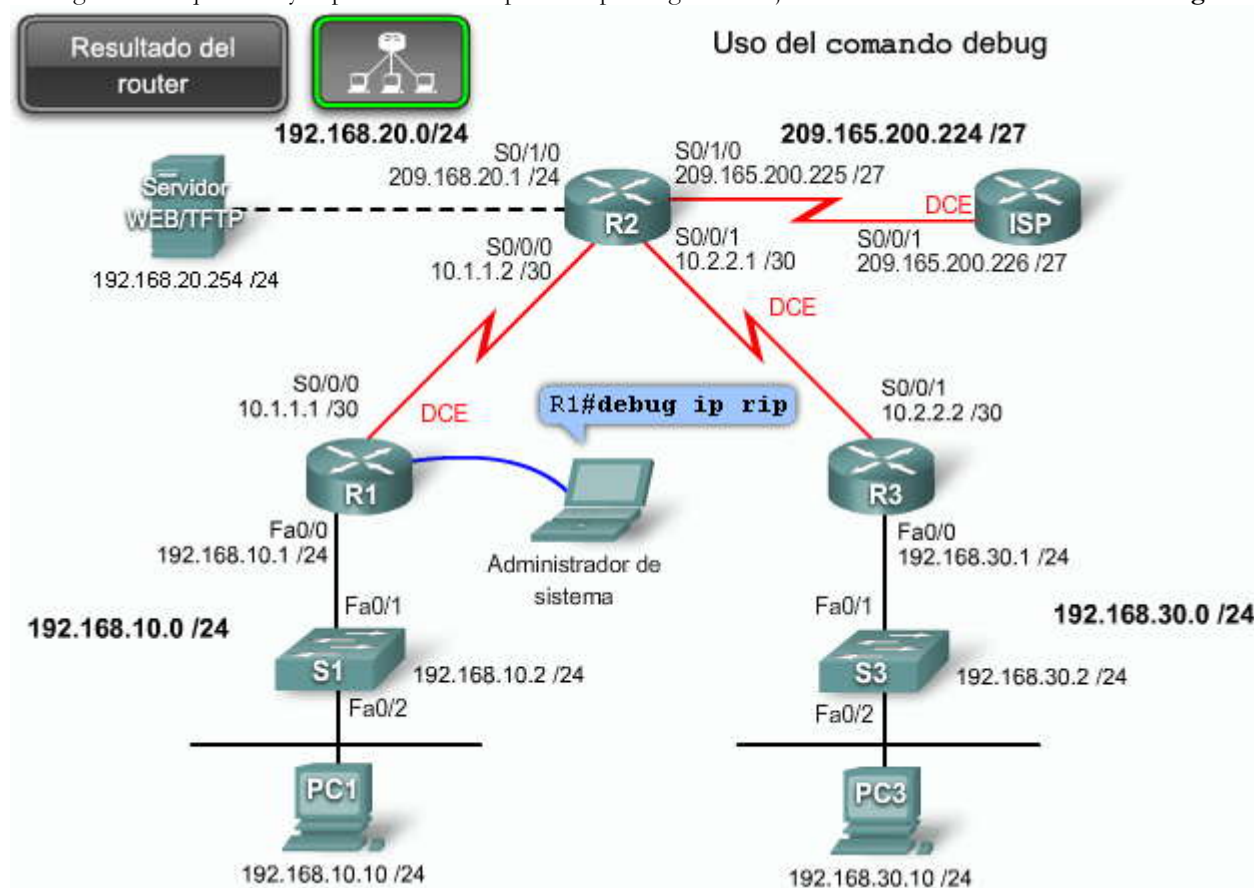 Resultado del
router
Uso del comando debug
192.168.20.0/24
209.165.200.224 /27
S0/1/0
209.168.20.1 /24
S0/1/0
209.165.200.225 /27
Servidor
WEB/TFTP
R2
DCE
ISP
S0/0/0
10.1.1.2 /30
S0/0/1
10.2.2.1 /30
S0/0/1
209.165.200.226 /27
192.168.20.254 /24
DCE
S0/0/0
10.1.1.1 /30
DCE
R1#debug ip rip
S0/0/1
10.2.2.2 /30
R1
R3
Fa0/0
192.168.10.1 /24
Administrador de
sistema
Fa0/0
192.168.30.1 /24
Fa0/1
Fa0/1
192.168.10.0 /24
192.168.30.0 /24
S1
192.168.10.2 /24
S3
192.168.30.2 /24
Fa0/2
Fa0/2
PC1
PC3
192.168.10.10 /24
192.168.30.10 /24